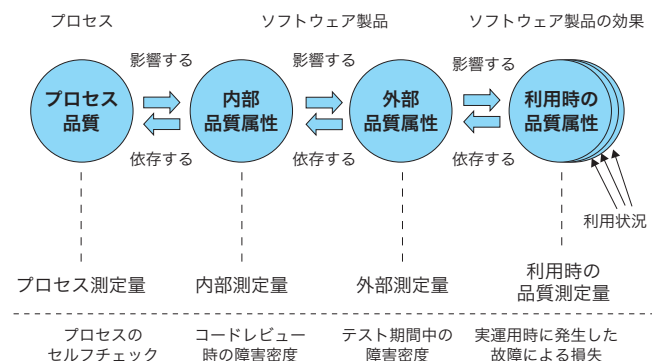 プロセス
ソフトウェア製品
ソフトウェア製品の効果
影響する
影響する
影響する
プロセス
品質
内部
品質属性
外部
品質属性
利用時の
品質属性
依存する
依存する
依存する
利用状況
プロセス測定量
内部測定量
外部測定量
利用時の
品質測定量
プロセスの
セルフチェック
コードレビュー
時の障害密度
テスト期間中の
障害密度
実運用時に発生した
故障による損失